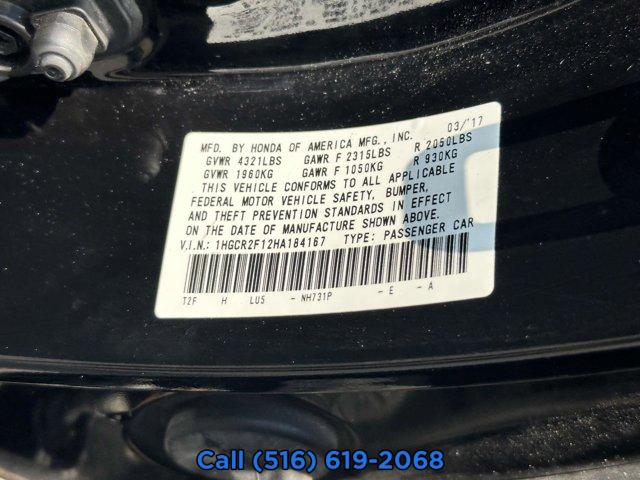 MFD. BY HONDA OF AMERICA MFG., INC. 03/'17
GVWR 4321LBS GAWR F 2315LBS R 2050LBS
GVWR 1960KG GAWR F 1050KG R 930KG
THIS VEHICLE CONFORMS TO ALL APPLICABLE
FEDERAL MOTOR VEHICLE SAFETY, BUMPER,
AND THEFT PREVENTION STANDARDS IN EFFECT
ON THE DATE OF MANUFACTURE SHOWN ABOVE.
V.I.N.: 1HGCR2F12HA184167 TYPE: PASSENGER CAR
T2F H LU5 - NH731P - E - A
Call (516) 619-2068